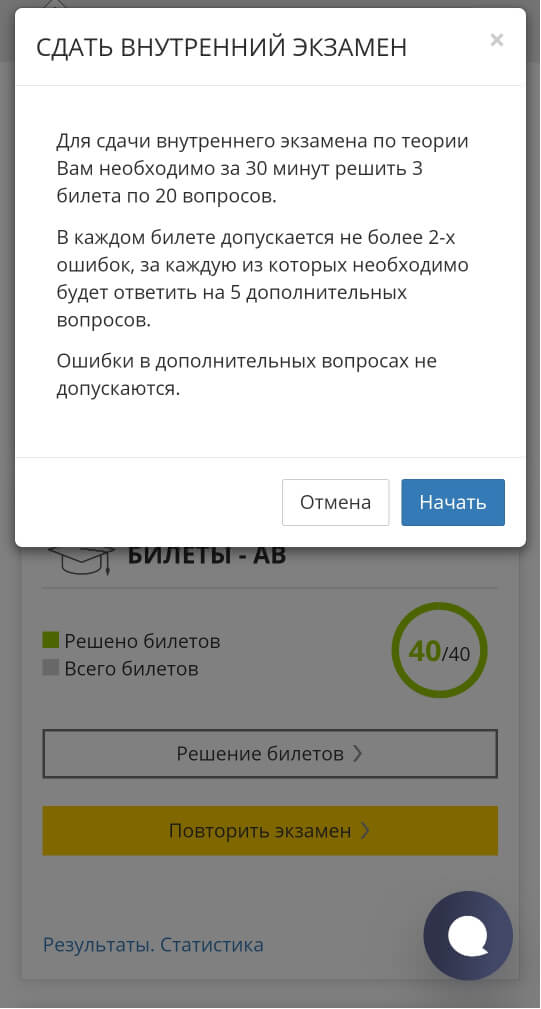 СДАТЬ ВНУТРЕННИЙ ЭКЗАМЕН
×
Для сдачи внутреннего экзамена по теории
Вам необходимо за 30 минут решить 3
билета по 20 вопросов.
В каждом билете допускается не более 2-х
ошибок, за каждую из которых необходимо
будет ответить на 5 дополнительных
вопросов.
Ошибки в дополнительных вопросах не
допускаются.
Отмена
Начать
БИЛЕТЫ - АВ
Решено билетов
Всего билетов
40/40
Решение билетов
Повторить экзамен
Результаты. Статистика